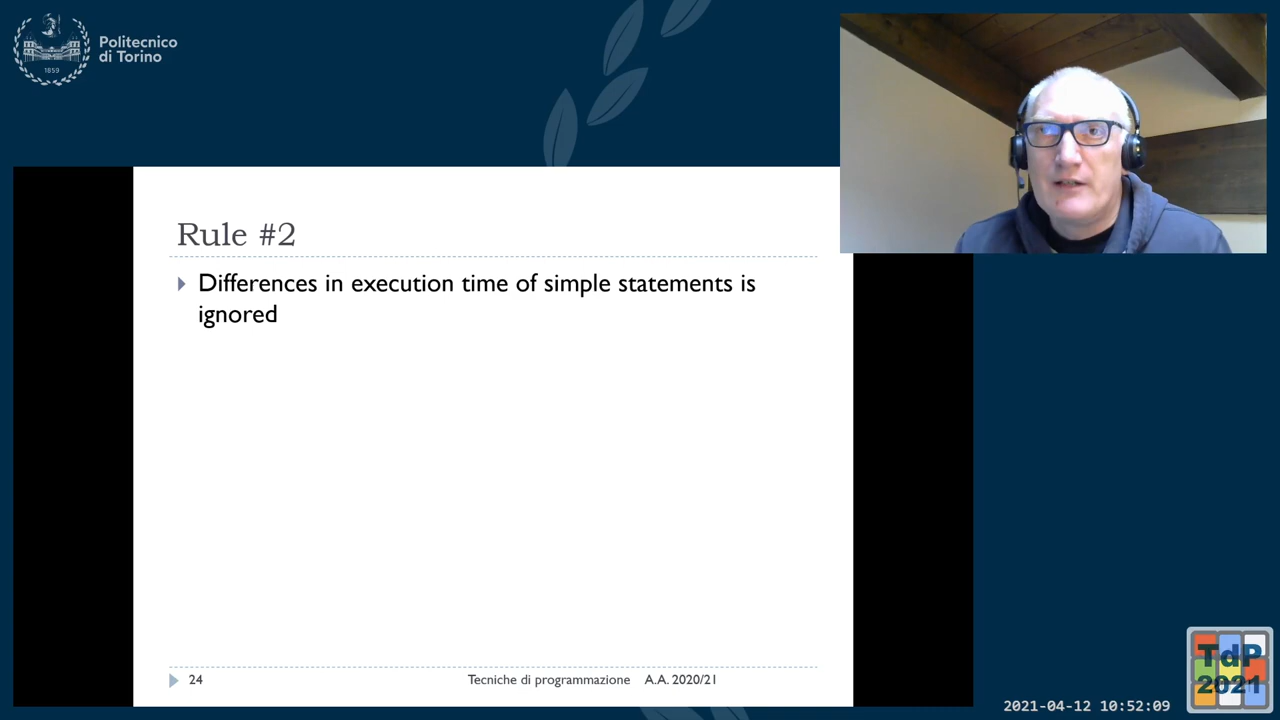 Politecnico
di Torino
1859
Rule #2
Differences in execution time of simple statements is
ignored
24
Tecniche di programmazione A.A. 2020/21
TdP
2021
2021-04-12 10:52:09